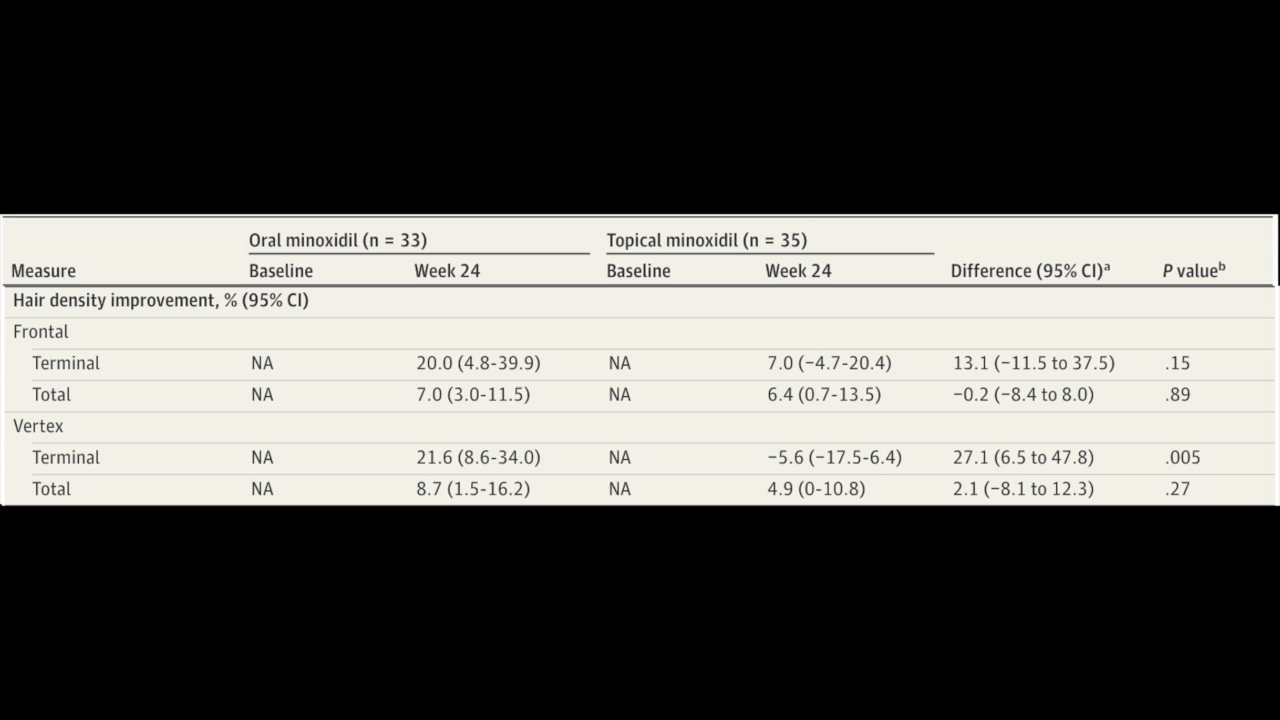 Oral minoxidil (n = 33) Topical minoxidil (n = 35)
Measure Baseline Week 24 Baseline Week 24 Difference (95% CI)ᵃ P valueᵇ
Hair density improvement, % (95% CI)
Frontal
Terminal NA 20.0 (4.8-39.9) NA 7.0 (−4.7-20.4) 13.1 (−11.5 to 37.5) .15
Total NA 7.0 (3.0-11.5) NA 6.4 (0.7-13.5) −0.2 (−8.4 to 8.0) .89
Vertex
Terminal NA 21.6 (8.6-34.0) NA −5.6 (−17.5-6.4) 27.1 (6.5 to 47.8) .005
Total NA 8.7 (1.5-16.2) NA 4.9 (0-10.8) 2.1 (−8.1 to 12.3) .27